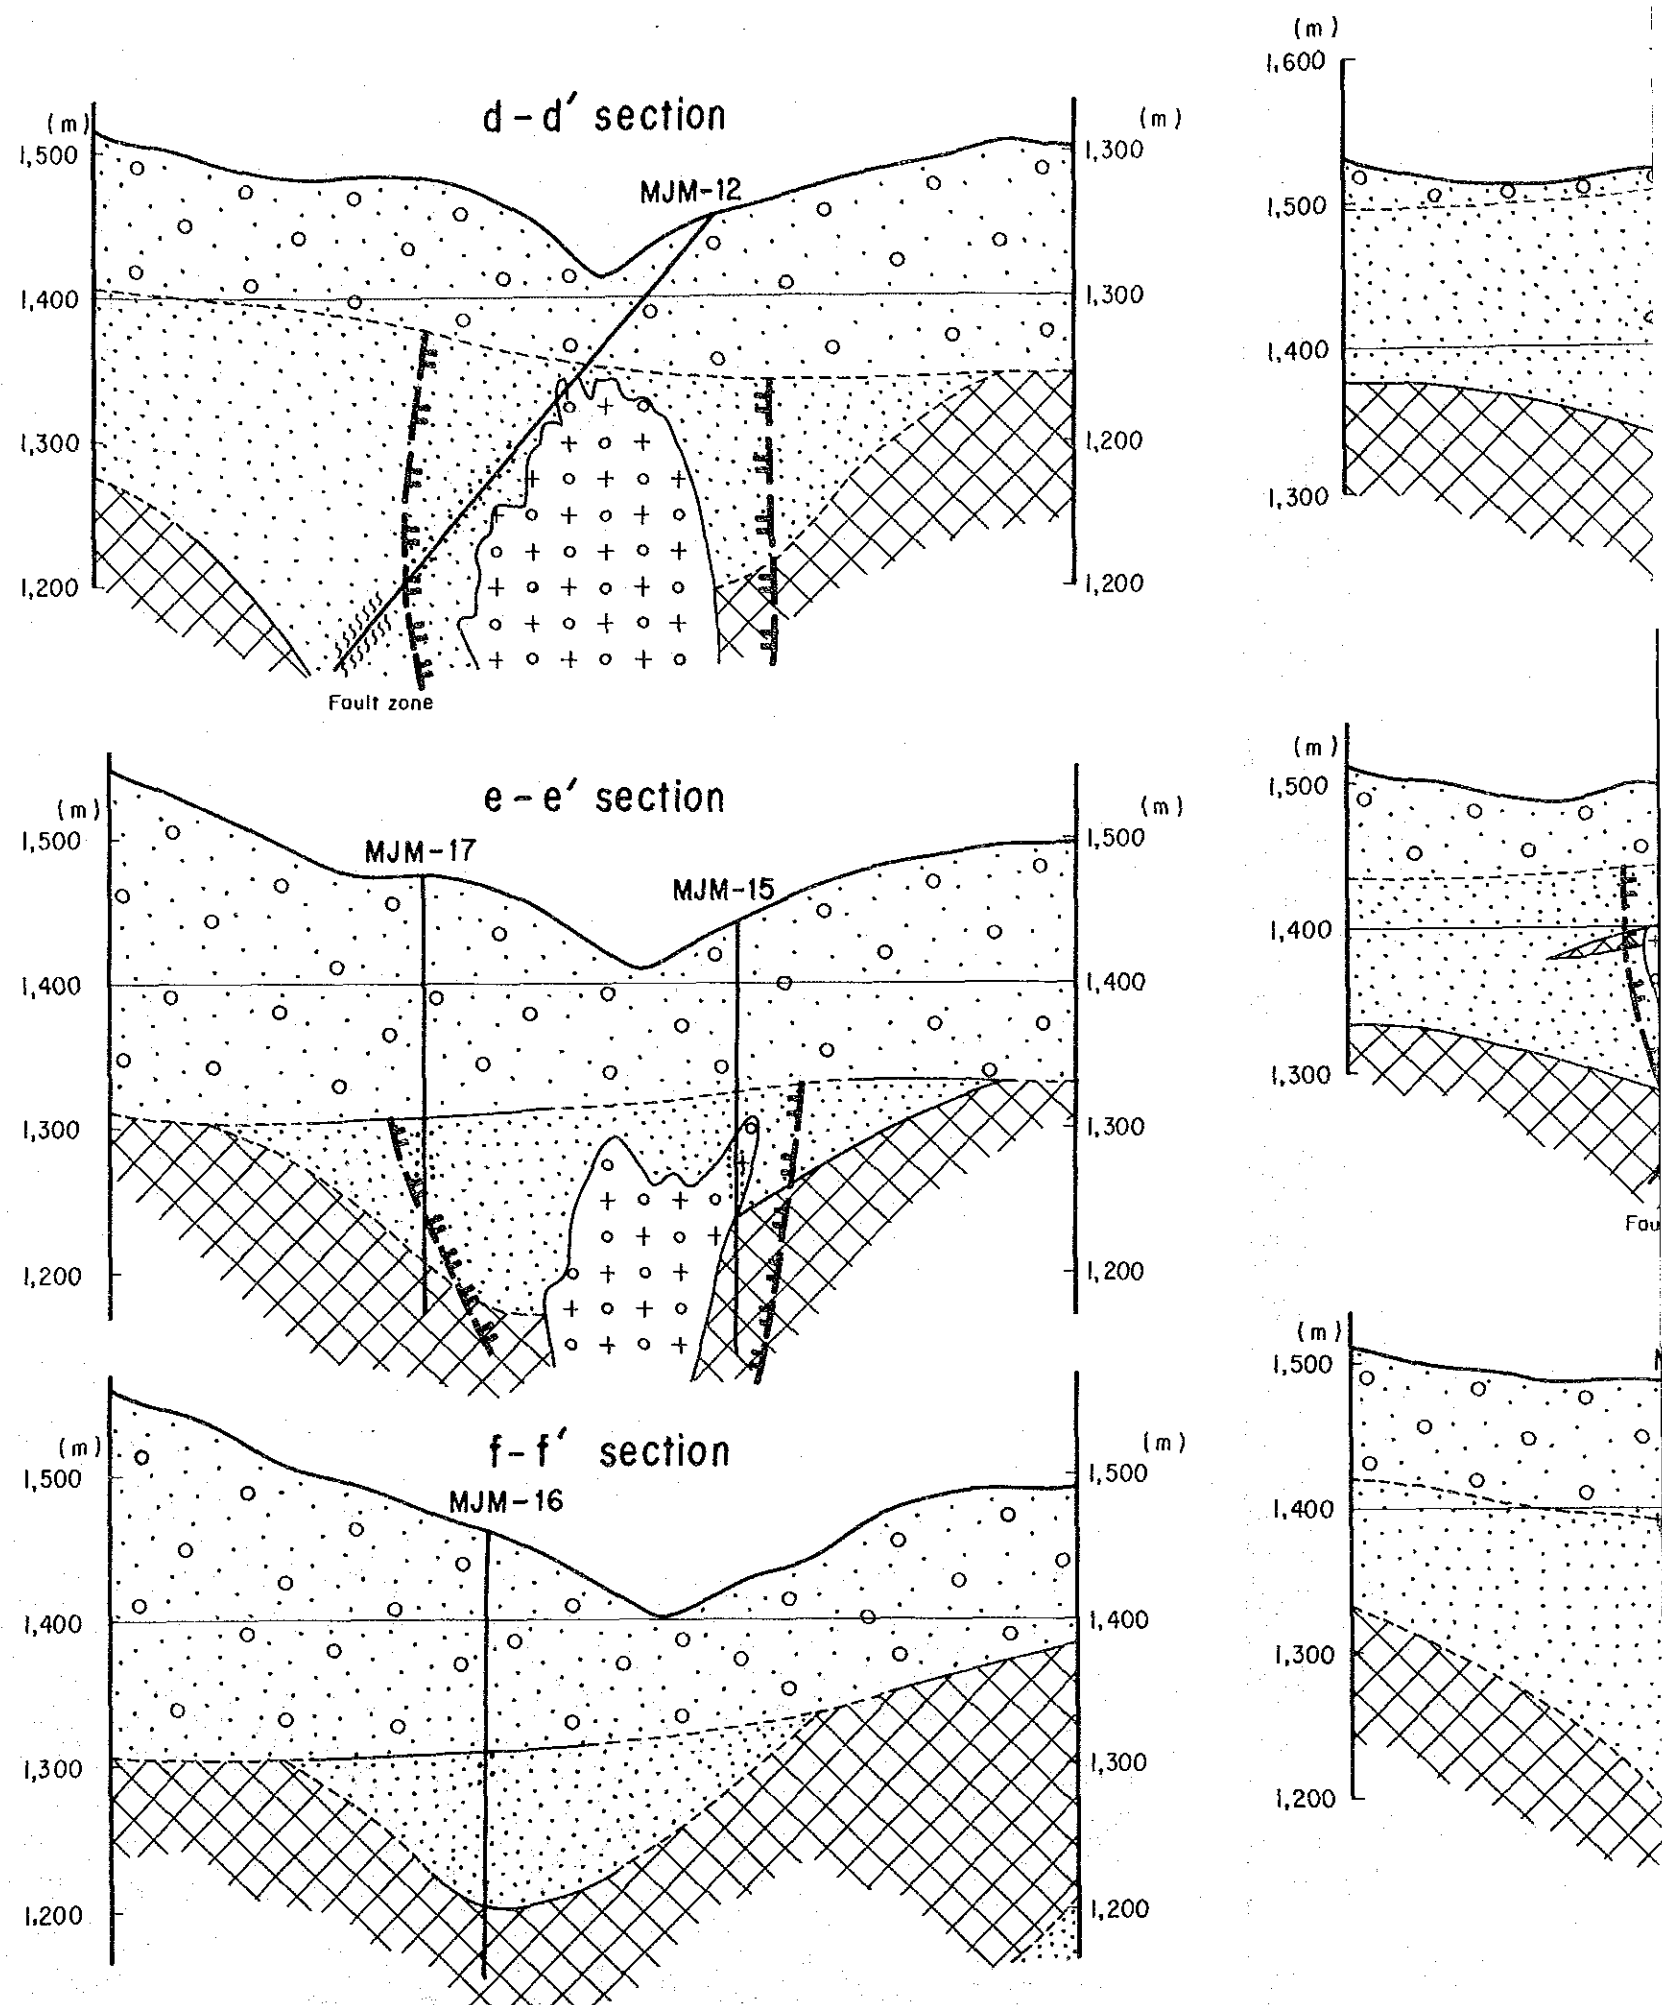 d-d′ section
(m)
(m)
1,500
1,300
MJM-12
1,400
1,300
1,300
1,200
1,200
1,200
Fault zone
e-e′ section
(m)
(m)
1,500
1,500
MJM-17
MJM-15
1,400
1,400
1,300
1,300
1,200
1,200
f-f′ section
(m)
(m)
1,500
1,500
MJM-16
1,400
1,400
1,300
1,300
1,200
1,200
(m)
1,600
1,500
1,400
1,300
(m)
1,500
1,400
1,300
Fau
(m)
1,500
1,400
1,300
1,200